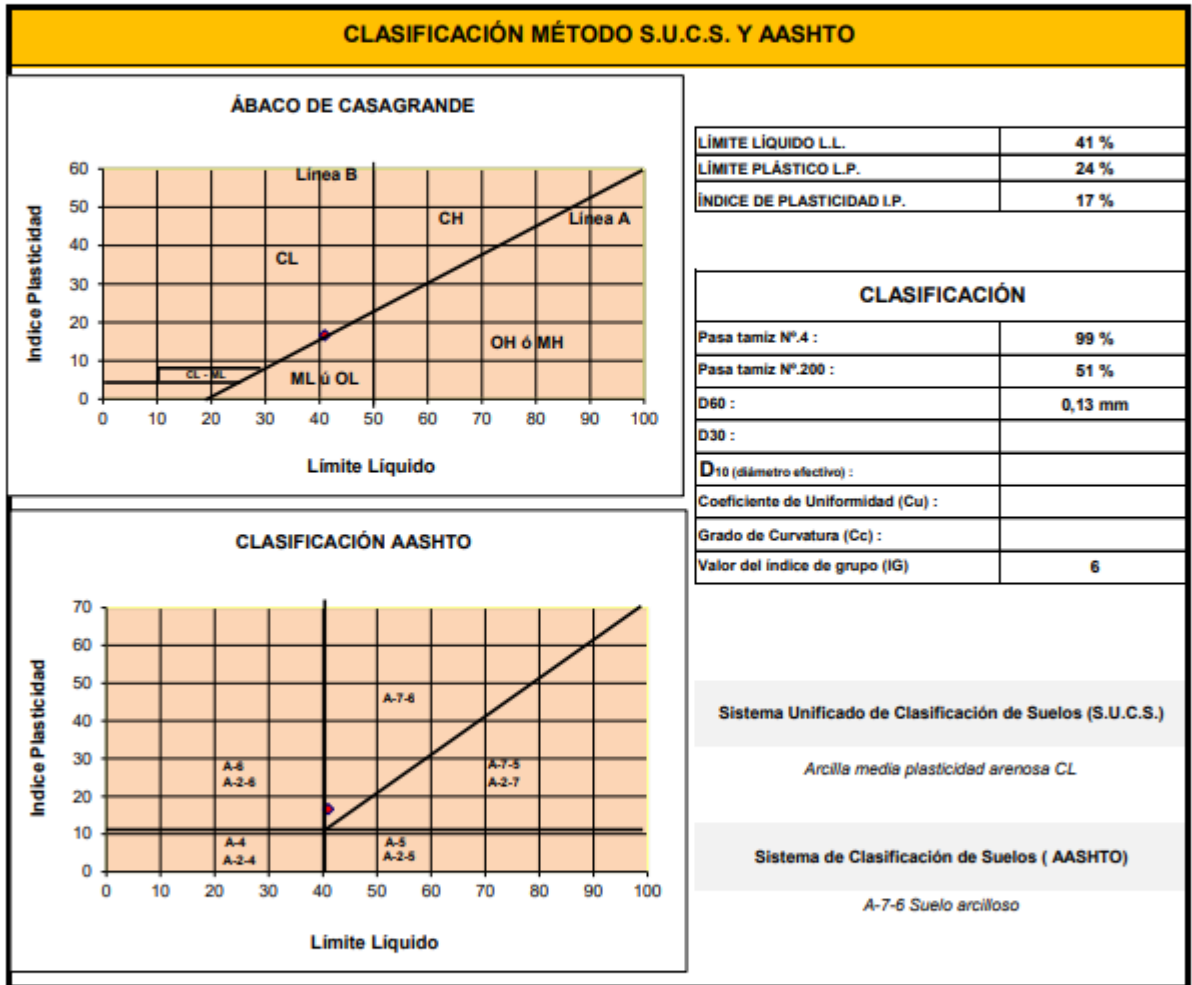 CLASIFICACIÓN MÉTODO S.U.C.S. Y AASHTO
ÁBACO DE CASAGRANDE
Indice Plasticidad
60
50
40
30
20
10
0
Línea B
CH
Línea A
CL
OH ó MH
CL - ML
ML ú OL
0 10 20 30 40 50 60 70 80 90 100
Límite Líquido
LÍMITE LÍQUIDO L.L. 41 %
LÍMITE PLÁSTICO L.P. 24 %
ÍNDICE DE PLASTICIDAD I.P. 17 %
CLASIFICACIÓN
Pasa tamiz Nº.4 : 99 %
Pasa tamiz Nº.200 : 51 %
D60 : 0,13 mm
D30 :
D10 (diámetro efectivo) :
Coeficiente de Uniformidad (Cu) :
Grado de Curvatura (Cc) :
Valor del índice de grupo (IG) 6
CLASIFICACIÓN AASHTO
Indice Plasticidad
70
60
50
40
30
20
10
0
A-7-6
A-6
A-2-6
A-7-5
A-2-7
A-4
A-2-4
A-5
A-2-5
0 10 20 30 40 50 60 70 80 90 100
Límite Líquido
Sistema Unificado de Clasificación de Suelos (S.U.C.S.)
Arcilla media plasticidad arenosa CL
Sistema de Clasificación de Suelos ( AASHTO)
A-7-6 Suelo arcilloso